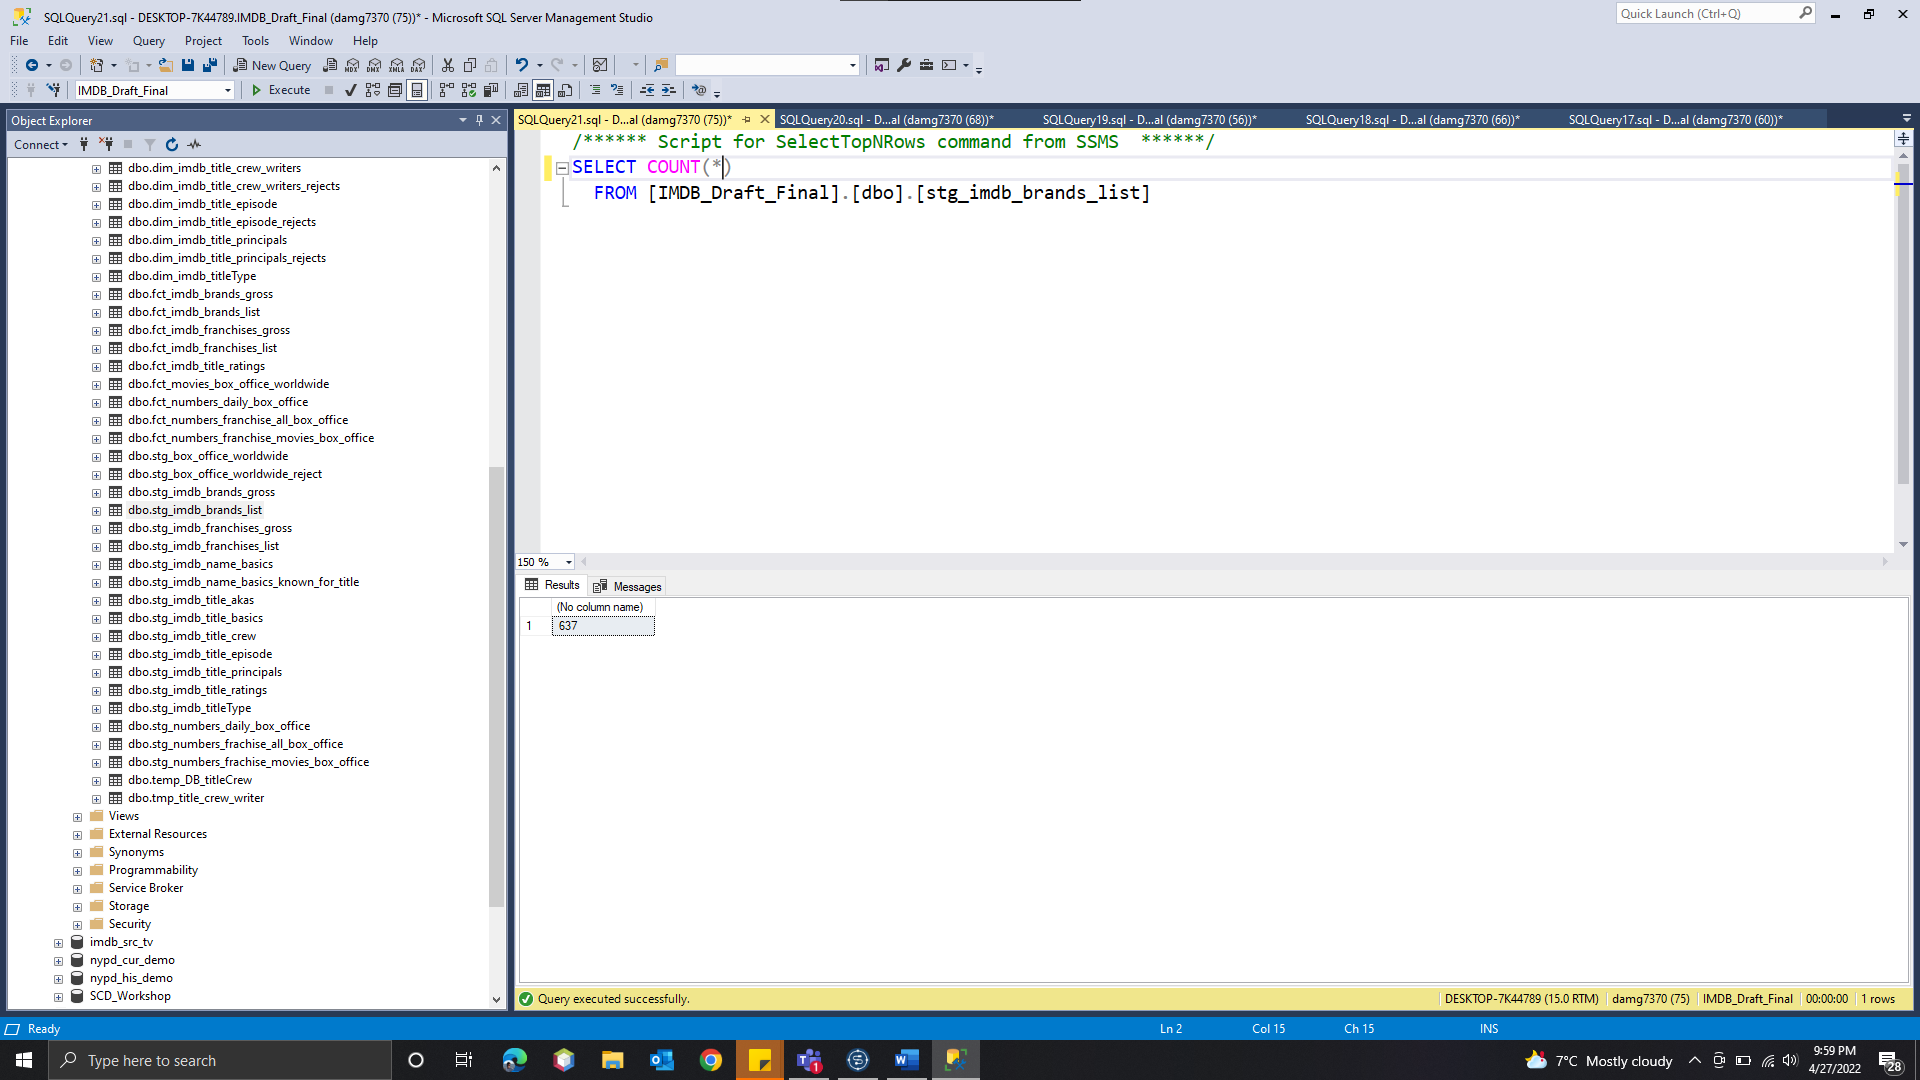 SQLQuery21.sql - DESKTOP-7K44789.IMDB_Draft_Final (damg7370 (75))* - Microsoft SQL Server Management Studio
Quick Launch (Ctrl+Q)
File Edit View Query Project Tools Window Help
New Query
MDX DMX XMLA DAX
IMDB_Draft_Final
Execute
Object Explorer
Connect
dbo.dim_imdb_title_crew_writers
dbo.dim_imdb_title_crew_writers_rejects
dbo.dim_imdb_title_episode
dbo.dim_imdb_title_episode_rejects
dbo.dim_imdb_title_principals
dbo.dim_imdb_title_principals_rejects
dbo.dim_imdb_titleType
dbo.fct_imdb_brands_gross
dbo.fct_imdb_brands_list
dbo.fct_imdb_franchises_gross
dbo.fct_imdb_franchises_list
dbo.fct_imdb_title_ratings
dbo.fct_movies_box_office_worldwide
dbo.fct_numbers_daily_box_office
dbo.fct_numbers_franchise_all_box_office
dbo.fct_numbers_franchise_movies_box_office
dbo.stg_box_office_worldwide
dbo.stg_box_office_worldwide_reject
dbo.stg_imdb_brands_gross
dbo.stg_imdb_brands_list
dbo.stg_imdb_franchises_gross
dbo.stg_imdb_franchises_list
dbo.stg_imdb_name_basics
dbo.stg_imdb_name_basics_known_for_title
dbo.stg_imdb_title_akas
dbo.stg_imdb_title_basics
dbo.stg_imdb_title_crew
dbo.stg_imdb_title_episode
dbo.stg_imdb_title_principals
dbo.stg_imdb_title_ratings
dbo.stg_imdb_titleType
dbo.stg_numbers_daily_box_office
dbo.stg_numbers_frachise_all_box_office
dbo.stg_numbers_frachise_movies_box_office
dbo.temp_DB_titleCrew
dbo.tmp_title_crew_writer
Views
External Resources
Synonyms
Programmability
Service Broker
Storage
Security
imdb_src_tv
nypd_cur_demo
nypd_his_demo
SCD_Workshop
SQLQuery21.sql - D...al (damg7370 (75))* SQLQuery20.sql - D...al (damg7370 (68))* SQLQuery19.sql - D...al (damg7370 (56))* SQLQuery18.sql - D...al (damg7370 (66))* SQLQuery17.sql - D...al (damg7370 (60))*
/****** Script for SelectTopNRows command from SSMS ******/
SELECT COUNT(*)
FROM [IMDB_Draft_Final].[dbo].[stg_imdb_brands_list]
150 %
Results Messages
(No column name)
1 637
Query executed successfully. DESKTOP-7K44789 (15.0 RTM) damg7370 (75) IMDB_Draft_Final 00:00:00 1 rows
Ready Ln 2 Col 15 Ch 15 INS
Type here to search
1
7°C Mostly cloudy
9:59 PM
4/27/2022
28